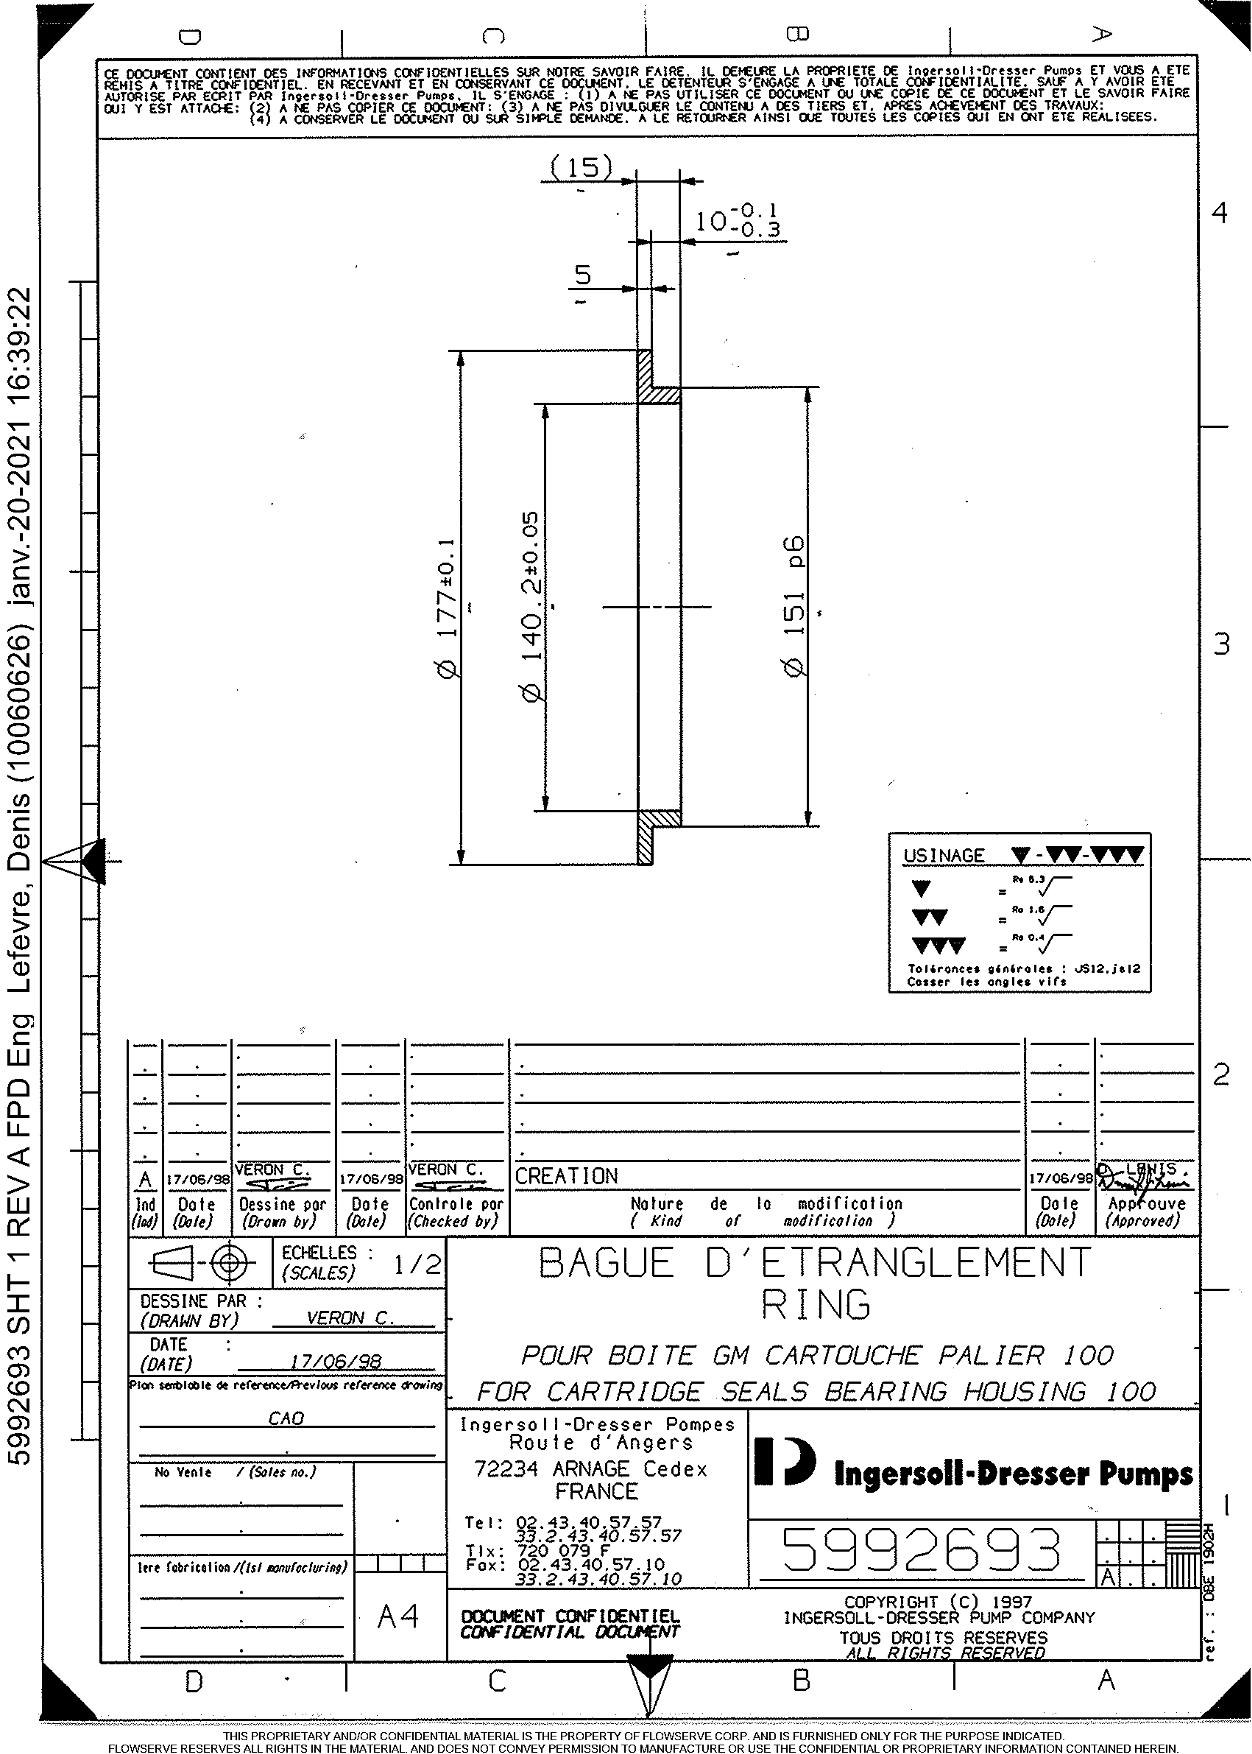 D C B A
CE DOCUMENT CONTIENT DES INFORMATIONS CONFIDENTIELLES SUR NOTRE SAVOIR FAIRE. IL DEMEURE LA PROPRIETE DE Ingersoll-Dresser Pumps ET VOUS A ETE
REMIS A TITRE CONFIDENTIEL. EN RECEVANT ET EN CONSERVANT CE DOCUMENT, LE DETENTEUR S'ENGAGE A UNE TOTALE CONFIDENTIALITE. SAUF A Y AVOIR ETE
AUTORISE PAR ECRIT PAR Ingersoll-Dresser Pumps, IL S'ENGAGE : (1) A NE PAS UTILISER CE DOCUMENT OU UNE COPIE DE CE DOCUMENT ET LE SAVOIR FAIRE
QUI Y EST ATTACHE: (2) A NE PAS COPIER CE DOCUMENT: (3) A NE PAS DIVULGUER LE CONTENU A DES TIERS ET, APRES ACHEVEMENT DES TRAVAUX:
(4) A CONSERVER LE DOCUMENT OU SUR SIMPLE DEMANDE, A LE RETOURNER AINSI QUE TOUTES LES COPIES QUI EN ONT ETE REALISEES.
(15)
10 -0.1 -0.3
5
4
Ø 177±0.1
Ø 140.2±0.05
Ø 151 p6
3
5992693 SHT 1 REV A FPD Eng Lefevre, Denis (10060626) janv.-20-2021 16:39:22
USINAGE ▼-▼▼-▼▼▼
▼ = Ra 6.3
▼▼ = Ra 1.6
▼▼▼ = Ra 0.4
Tolérances générales : JS12,js12
Casser les angles vifs
2
A 17/06/98 VERON C. 17/06/98 VERON C. CREATION 17/06/98 D. LENIS.
Ind Date Dessine par Date Controle par Nature de la modification Date Approuve
(Ind) (Date) (Drawn by) (Date) (Checked by) ( Kind of modification ) (Date) (Approved)
ECHELLES :
(SCALES) 1/2
BAGUE D'ETRANGLEMENT
RING
DESSINE PAR :
(DRAWN BY) VERON C.
DATE :
(DATE) 17/06/98
POUR BOITE GM CARTOUCHE PALIER 100
FOR CARTRIDGE SEALS BEARING HOUSING 100
Plan semblable de reference/Previous reference drawing
CAO
Ingersoll-Dresser Pompes
Route d'Angers
72234 ARNAGE Cedex
FRANCE
Tel: 02.43.40.57.57
33.2.43.40.57.57
Tlx: 720 079 F
Fax: 02.43.40.57.10
33.2.43.40.57.10
Ingersoll-Dresser Pumps
No Vente / (Sales no.)
5992693
A
1
1ere fabrication /(1st manufacturing)
A4
DOCUMENT CONFIDENTIEL
CONFIDENTIAL DOCUMENT
COPYRIGHT (C) 1997
INGERSOLL-DRESSER PUMP COMPANY
TOUS DROITS RESERVES
ALL RIGHTS RESERVED
ref. : DBE 1902H
D C B A
THIS PROPRIETARY AND/OR CONFIDENTIAL MATERIAL IS THE PROPERTY OF FLOWSERVE CORP. AND IS FURNISHED ONLY FOR THE PURPOSE INDICATED.
FLOWSERVE RESERVES ALL RIGHTS IN THE MATERIAL, AND DOES NOT CONVEY PERMISSION TO MANUFACTURE OR USE THE CONFIDENTIAL OR PROPRIETARY INFORMATION CONTAINED HEREIN.